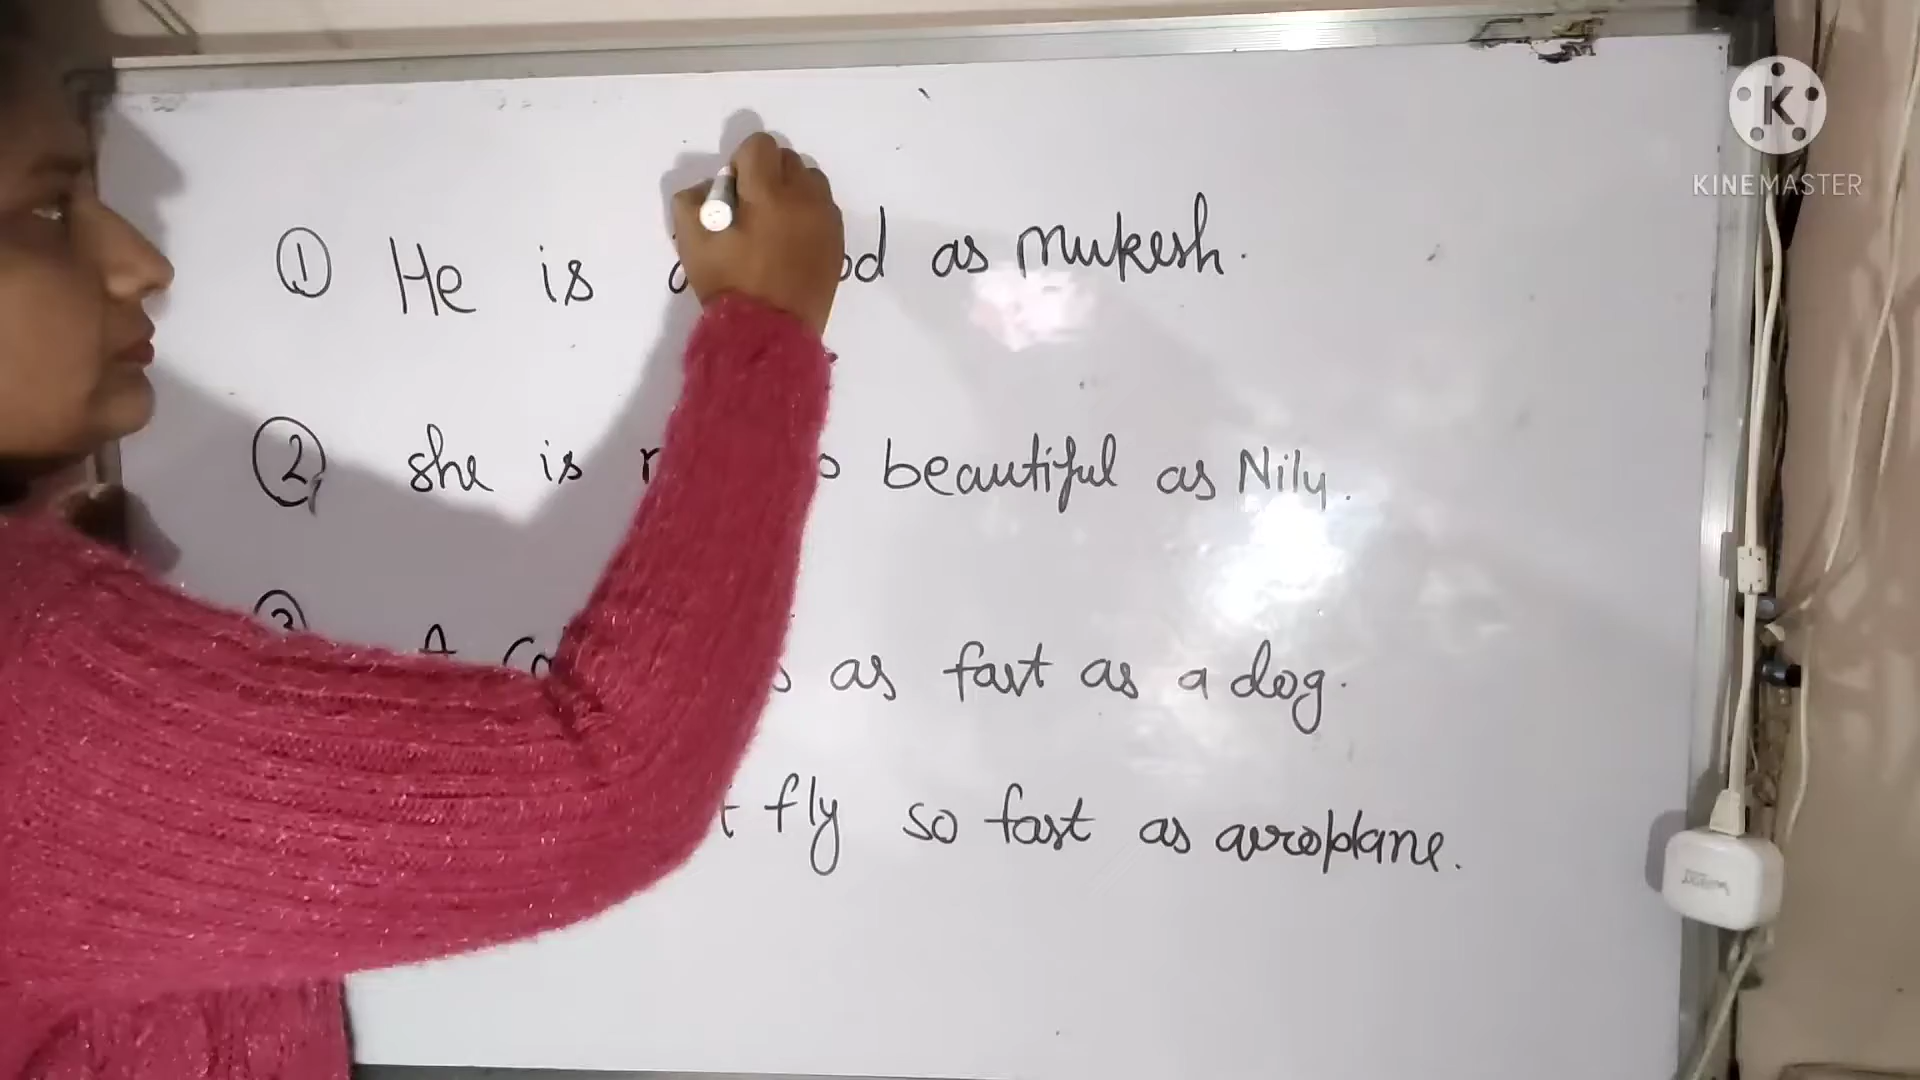 ① He is as mukesh.
② she is beautiful as Nily.
③ A as fast as a dog.
fly so fast as aeroplane.
K
KINEMASTER